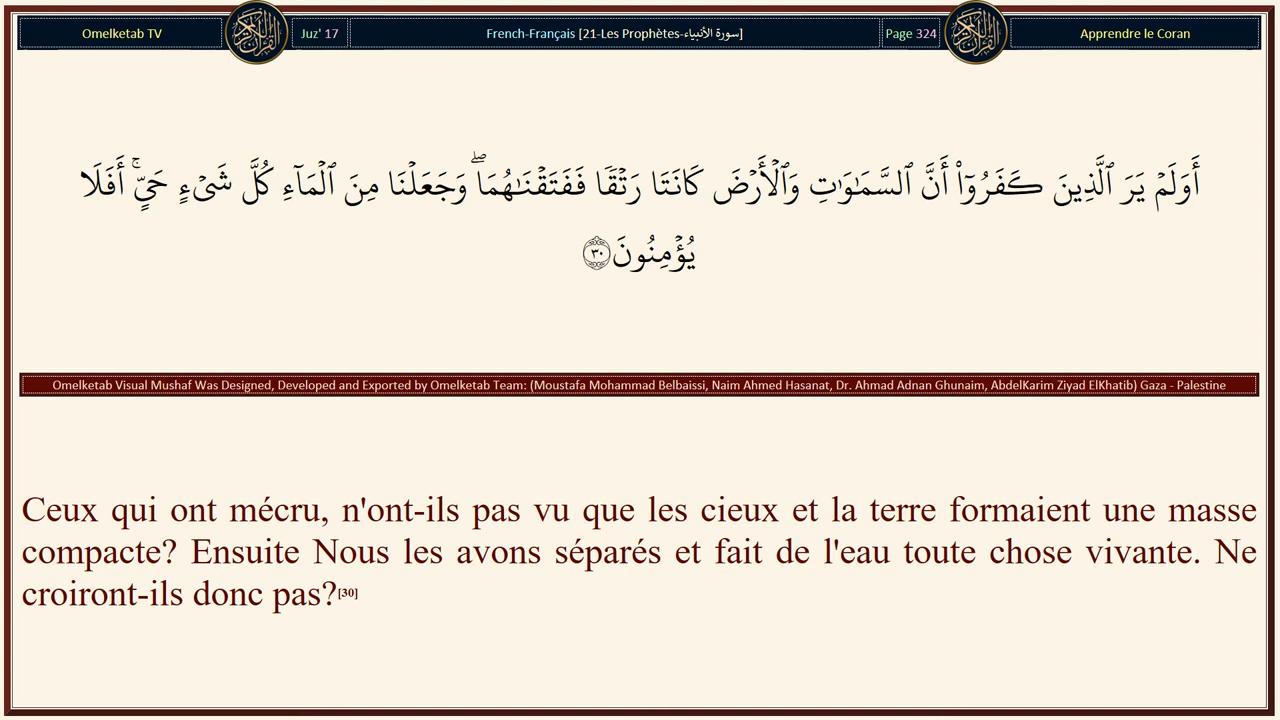 Omelketab TV
Juz' 17
French-Français [21-Les Prophètes-سورة الأنبياء]
Page 324
Apprendre le Coran
أَوَلَمۡ يَرَ ٱلَّذِينَ كَفَرُوٓاْ أَنَّ ٱلسَّمَٰوَٰتِ وَٱلۡأَرۡضَ كَانَتَا رَتۡقٗا فَفَتَقۡنَٰهُمَاۖ وَجَعَلۡنَا مِنَ ٱلۡمَآءِ كُلَّ شَيۡءٍ حَيٍّۚ أَفَلَا
يُؤۡمِنُونَ ٣٠
Omelketab Visual Mushaf Was Designed, Developed and Exported by Omelketab Team: (Moustafa Mohammad Belbaissi, Naim Ahmed Hasanat, Dr. Ahmad Adnan Ghunaim, AbdelKarim Ziyad ElKhatib) Gaza - Palestine
Ceux qui ont mécru, n'ont-ils pas vu que les cieux et la terre formaient une masse
compacte? Ensuite Nous les avons séparés et fait de l'eau toute chose vivante. Ne
croiront-ils donc pas?[30]